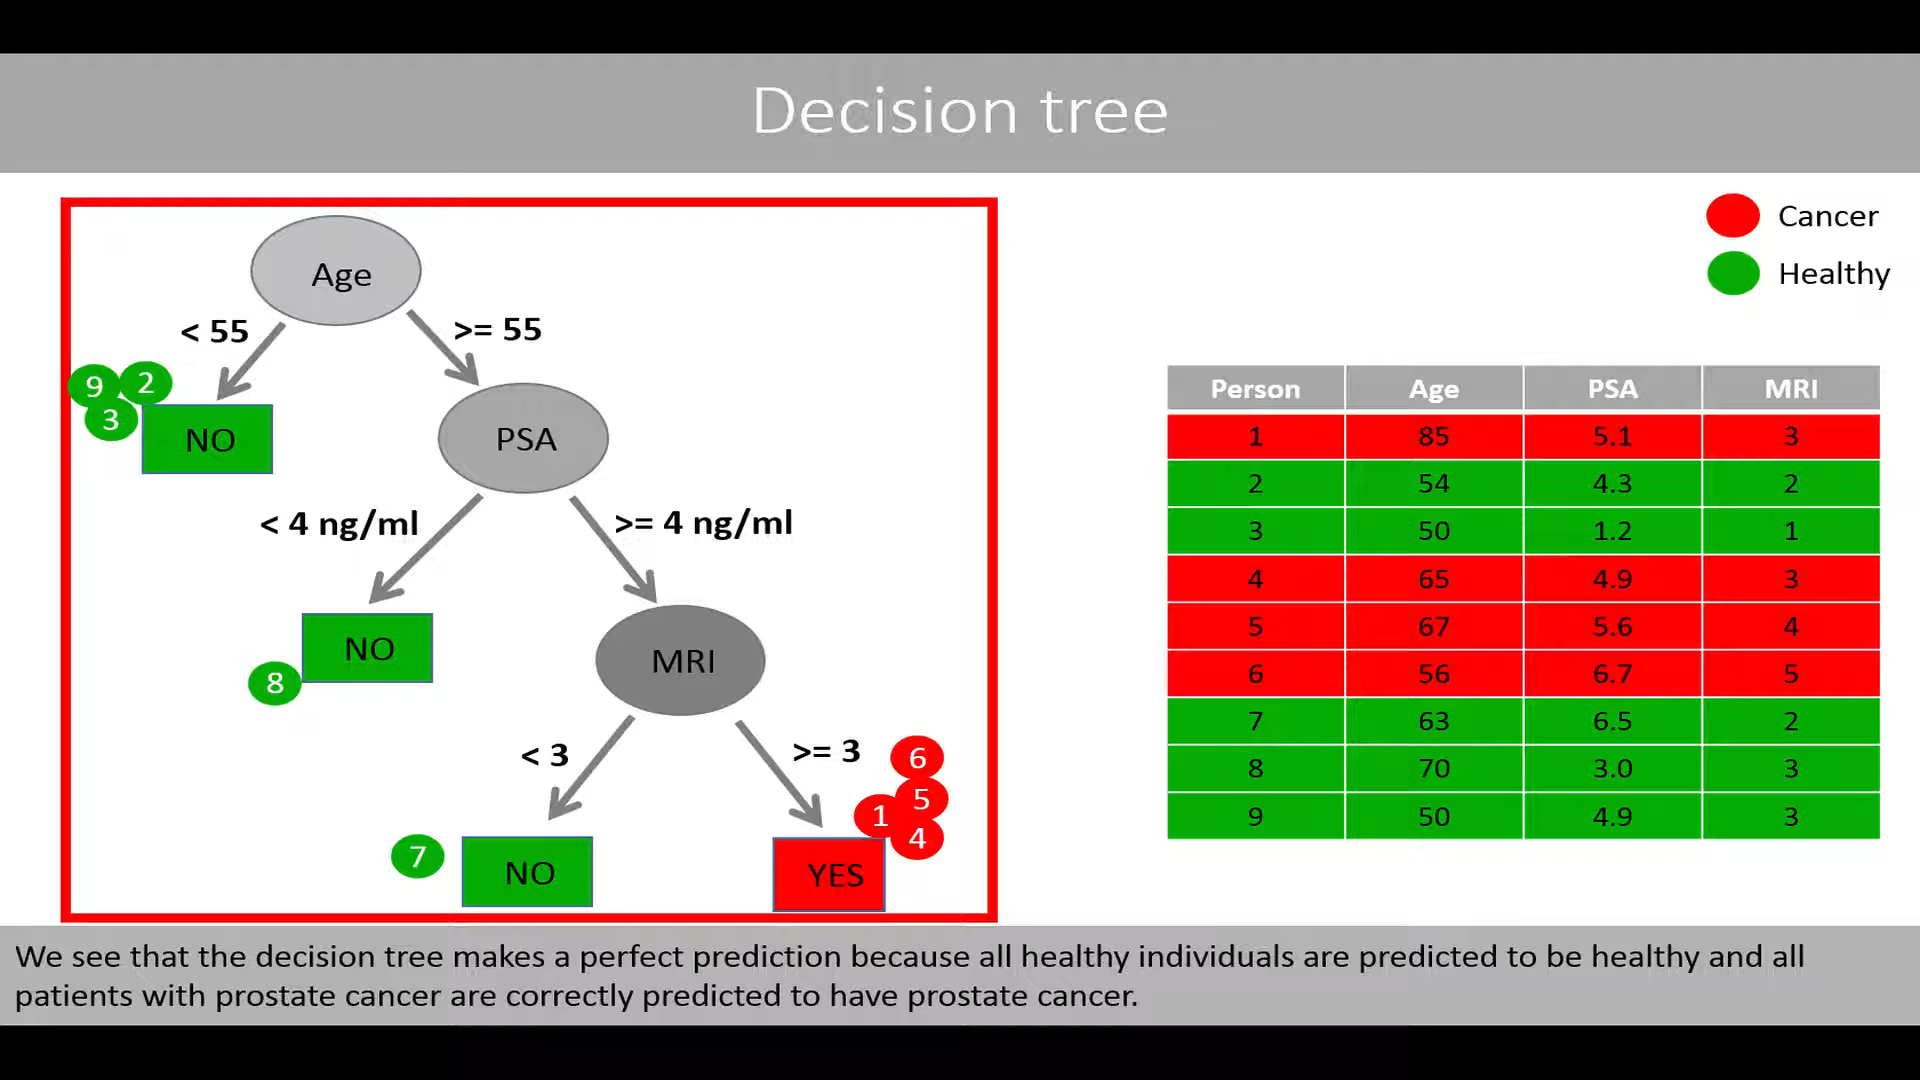 Decision tree
Cancer
Healthy
Age
< 55
>= 55
9
2
3
NO
PSA
< 4 ng/ml
>= 4 ng/ml
NO
8
MRI
< 3
>= 3
6
5
1
4
7
NO
YES
Person Age PSA MRI
1 85 5.1 3
2 54 4.3 2
3 50 1.2 1
4 65 4.9 3
5 67 5.6 4
6 56 6.7 5
7 63 6.5 2
8 70 3.0 3
9 50 4.9 3
We see that the decision tree makes a perfect prediction because all healthy individuals are predicted to be healthy and all
patients with prostate cancer are correctly predicted to have prostate cancer.